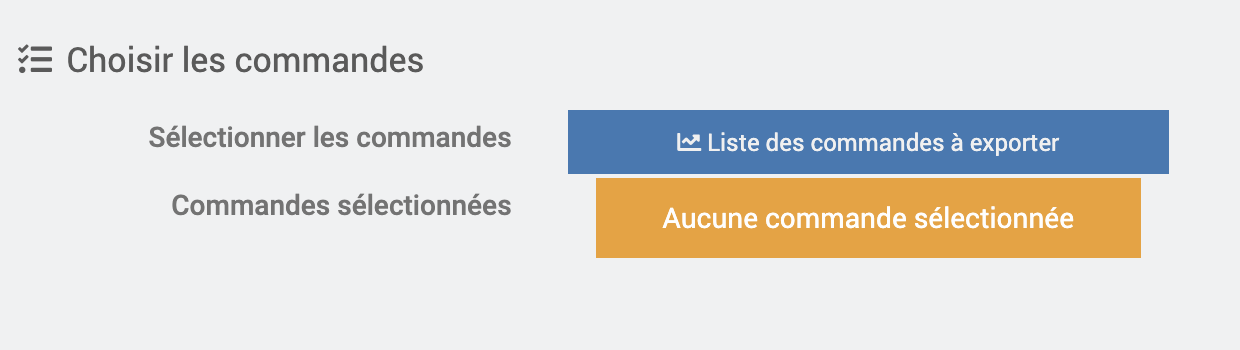 Choisir les commandes
Sélectionner les commandes
Liste des commandes à exporter
Commandes sélectionnées
Aucune commande sélectionnée